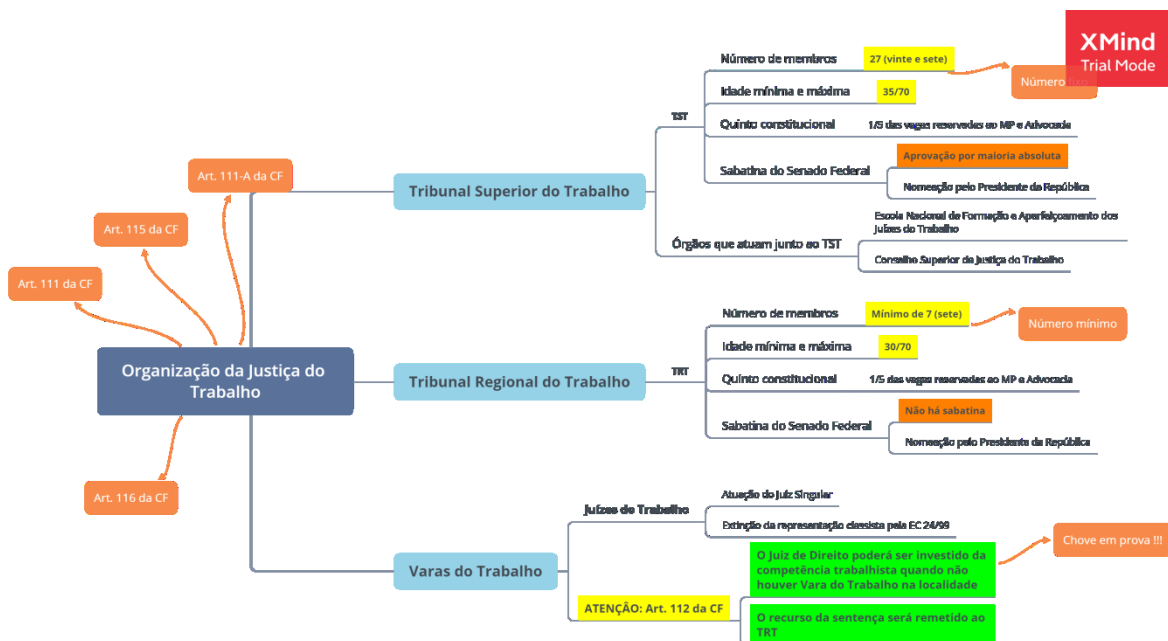 XMind
Trial Mode
Número de membros
27 (vinte e sete)
Número fixo
Idade mínima e máxima
35/70
TST
Quinto constitucional
1/5 das vagas reservadas ao MP e Advocacia
Sabatina do Senado Federal
Aprovação por maioria absoluta
Nomeação pelo Presidente da República
Tribunal Superior do Trabalho
Órgãos que atuam junto ao TST
Escola Nacional de Formação e Aperfeiçoamento dos
Juízes do Trabalho
Conselho Superior da Justiça do Trabalho
Art. 111-A da CF
Art. 115 da CF
Art. 111 da CF
Organização da Justiça do
Trabalho
Art. 116 da CF
Tribunal Regional do Trabalho
TRT
Número de membros
Mínimo de 7 (sete)
Número mínimo
Idade mínima e máxima
30/70
Quinto constitucional
1/5 das vagas reservadas ao MP e Advocacia
Sabatina do Senado Federal
Não há sabatina
Nomeação pelo Presidente da República
Varas do Trabalho
Juízes do Trabalho
Atuação do Juiz Singular
Extinção da representação classista pela EC 24/99
ATENÇÂO: Art. 112 da CF
O Juiz de Direito poderá ser investido da
competência trabalhista quando não
houver Vara do Trabalho na localidade
Chove em prova !!!
O recurso da sentença será remetido ao
TRT